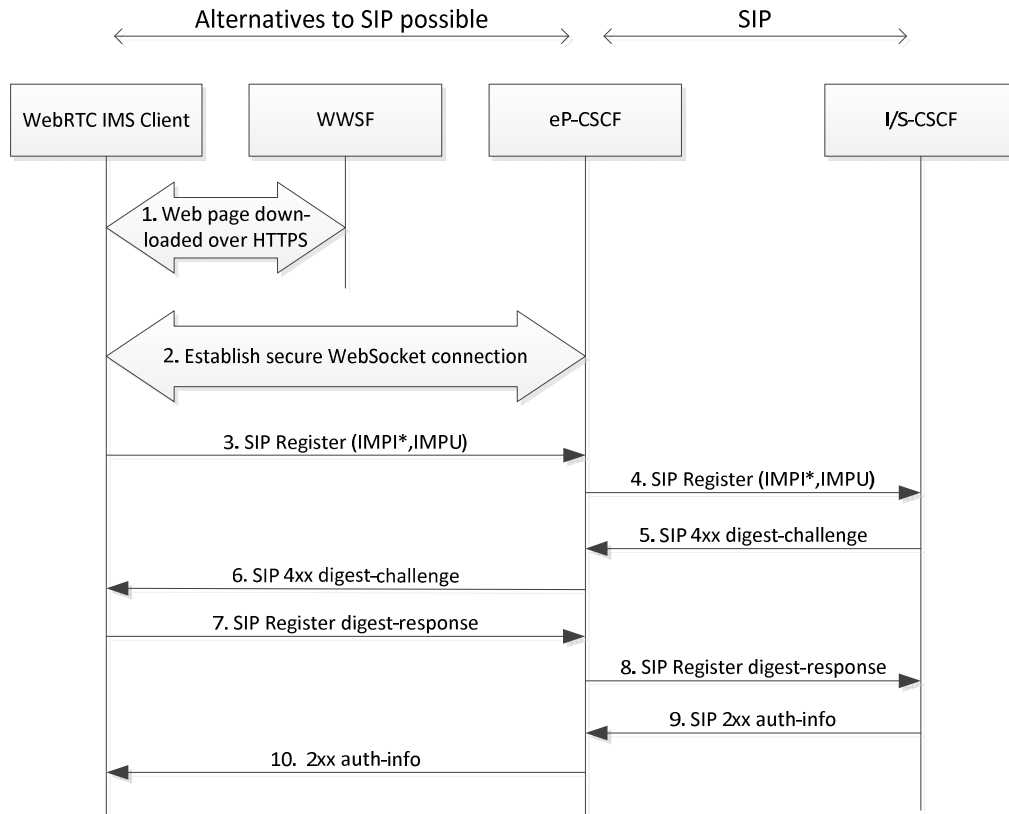 Alternatives to SIP possible
SIP
WebRTC IMS Client
WWSF
eP-CSCF
I/S-CSCF
1. Web page down-
loaded over HTTPS
2. Establish secure WebSocket connection
3. SIP Register (IMPI*,IMPU)
4. SIP Register (IMPI*,IMPU)
5. SIP 4xx digest-challenge
6. SIP 4xx digest-challenge
7. SIP Register digest-response
8. SIP Register digest-response
9. SIP 2xx auth-info
10. 2xx auth-info